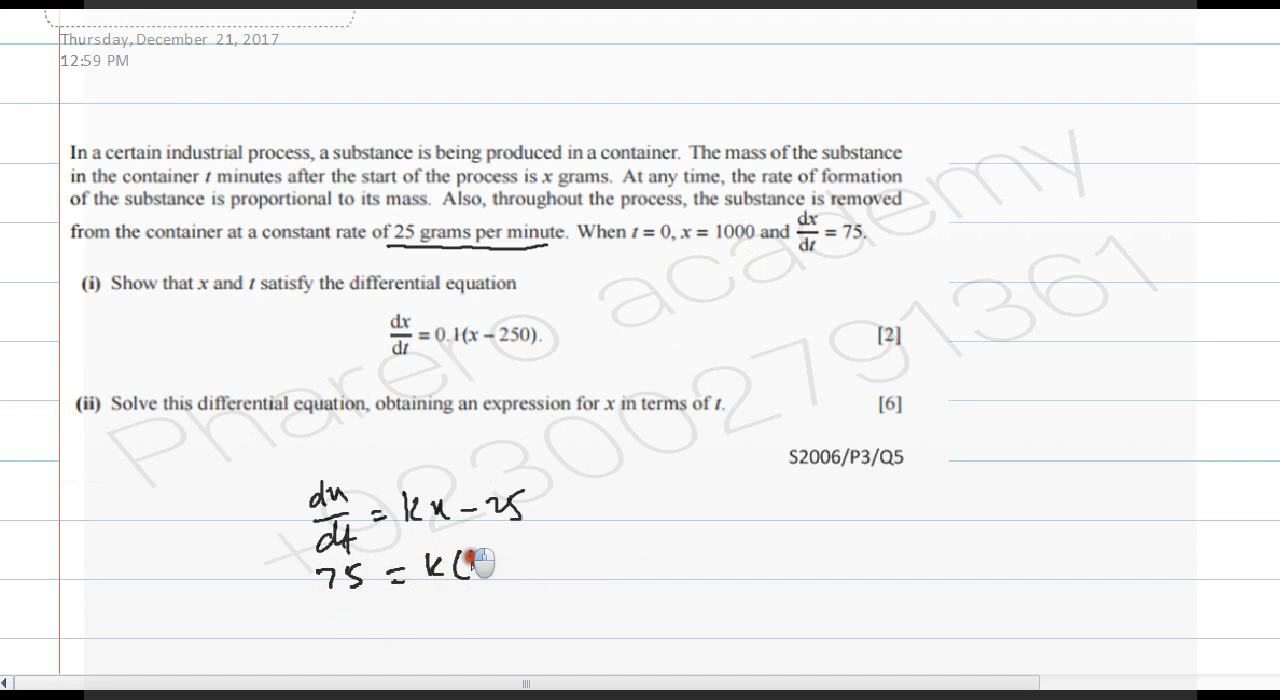 Thursday, December 21, 2017
12:59 PM
In a certain industrial process, a substance is being produced in a container. The mass of the substance
in the container t minutes after the start of the process is x grams. At any time, the rate of formation
of the substance is proportional to its mass. Also, throughout the process, the substance is removed
from the container at a constant rate of 25 grams per minute. When t = 0, x = 1000 and dx/dt = 75.
(i) Show that x and t satisfy the differential equation
dx/dt = 0.1(x − 250). [2]
(ii) Solve this differential equation, obtaining an expression for x in terms of t. [6]
S2006/P3/Q5
dx/dt = kx − 25
75 = k(
Pharero academy
+923002791361